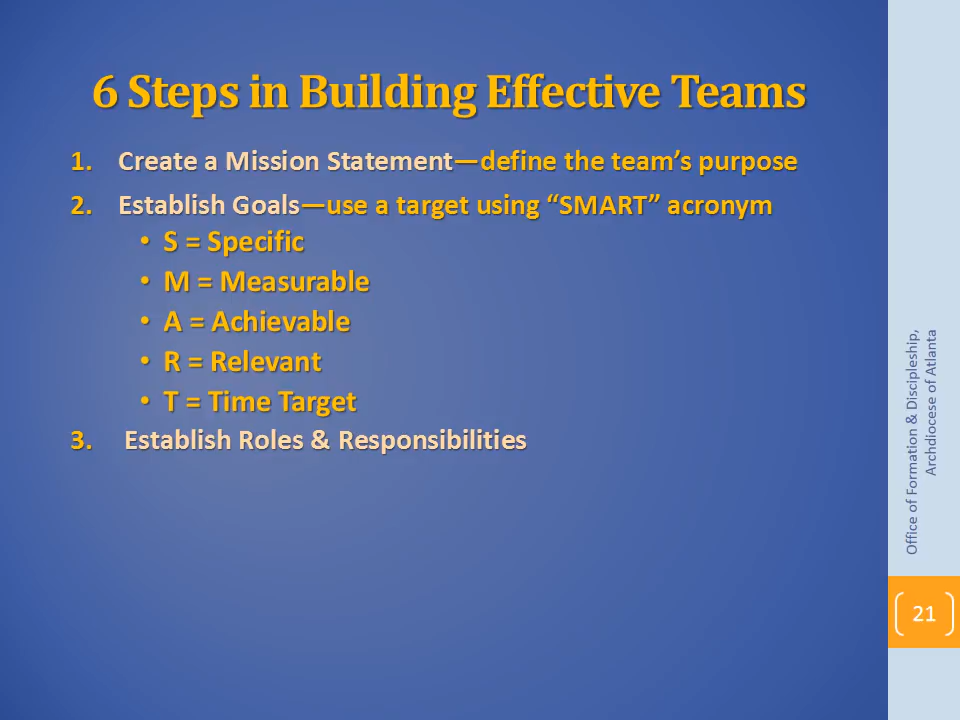 6 Steps in Building Effective Teams
1. Create a Mission Statement—define the team’s purpose
2. Establish Goals—use a target using “SMART” acronym
• S = Specific
• M = Measurable
• A = Achievable
• R = Relevant
• T = Time Target
3. Establish Roles & Responsibilities
Office of Formation & Discipleship,
Archdiocese of Atlanta
21